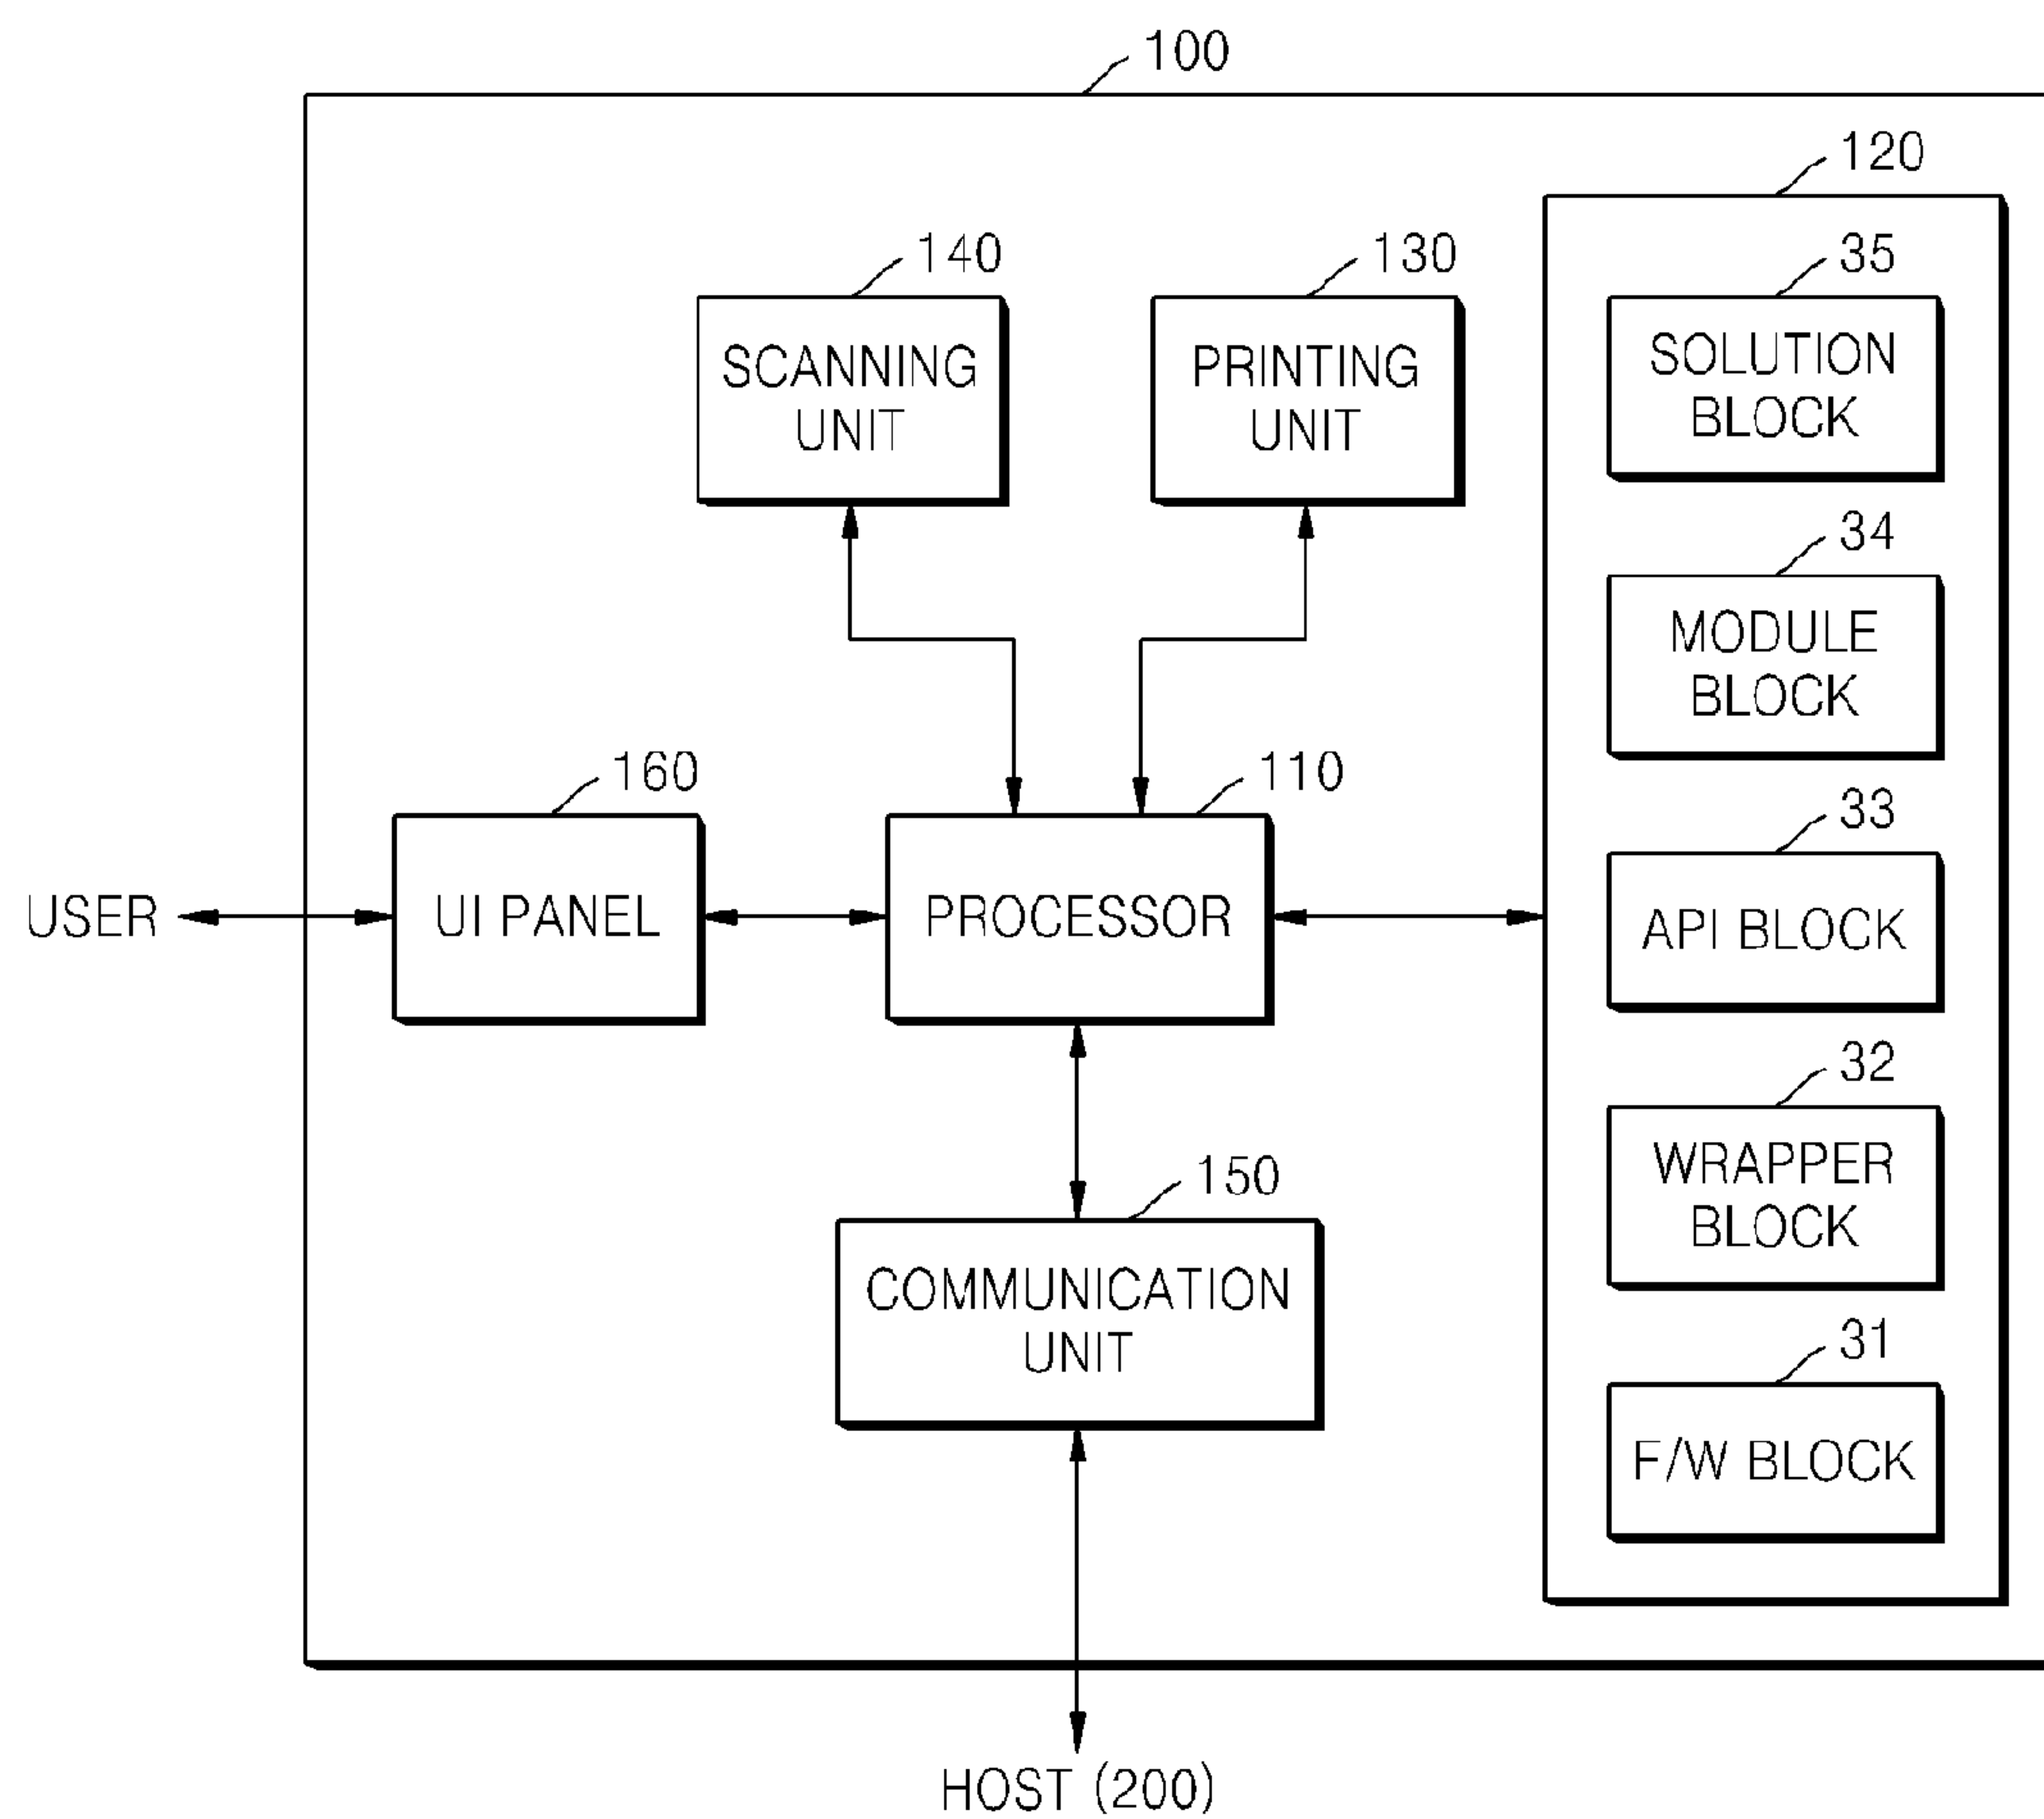 100
120
140
130
35
SCANNING
UNIT
PRINTING
UNIT
SOLUTION
BLOCK
34
MODULE
BLOCK
160
110
33
USER
UI PANEL
PROCESSOR
API BLOCK
32
WRAPPER
BLOCK
150
COMMUNICATION
UNIT
31
F/W BLOCK
HOST (200)